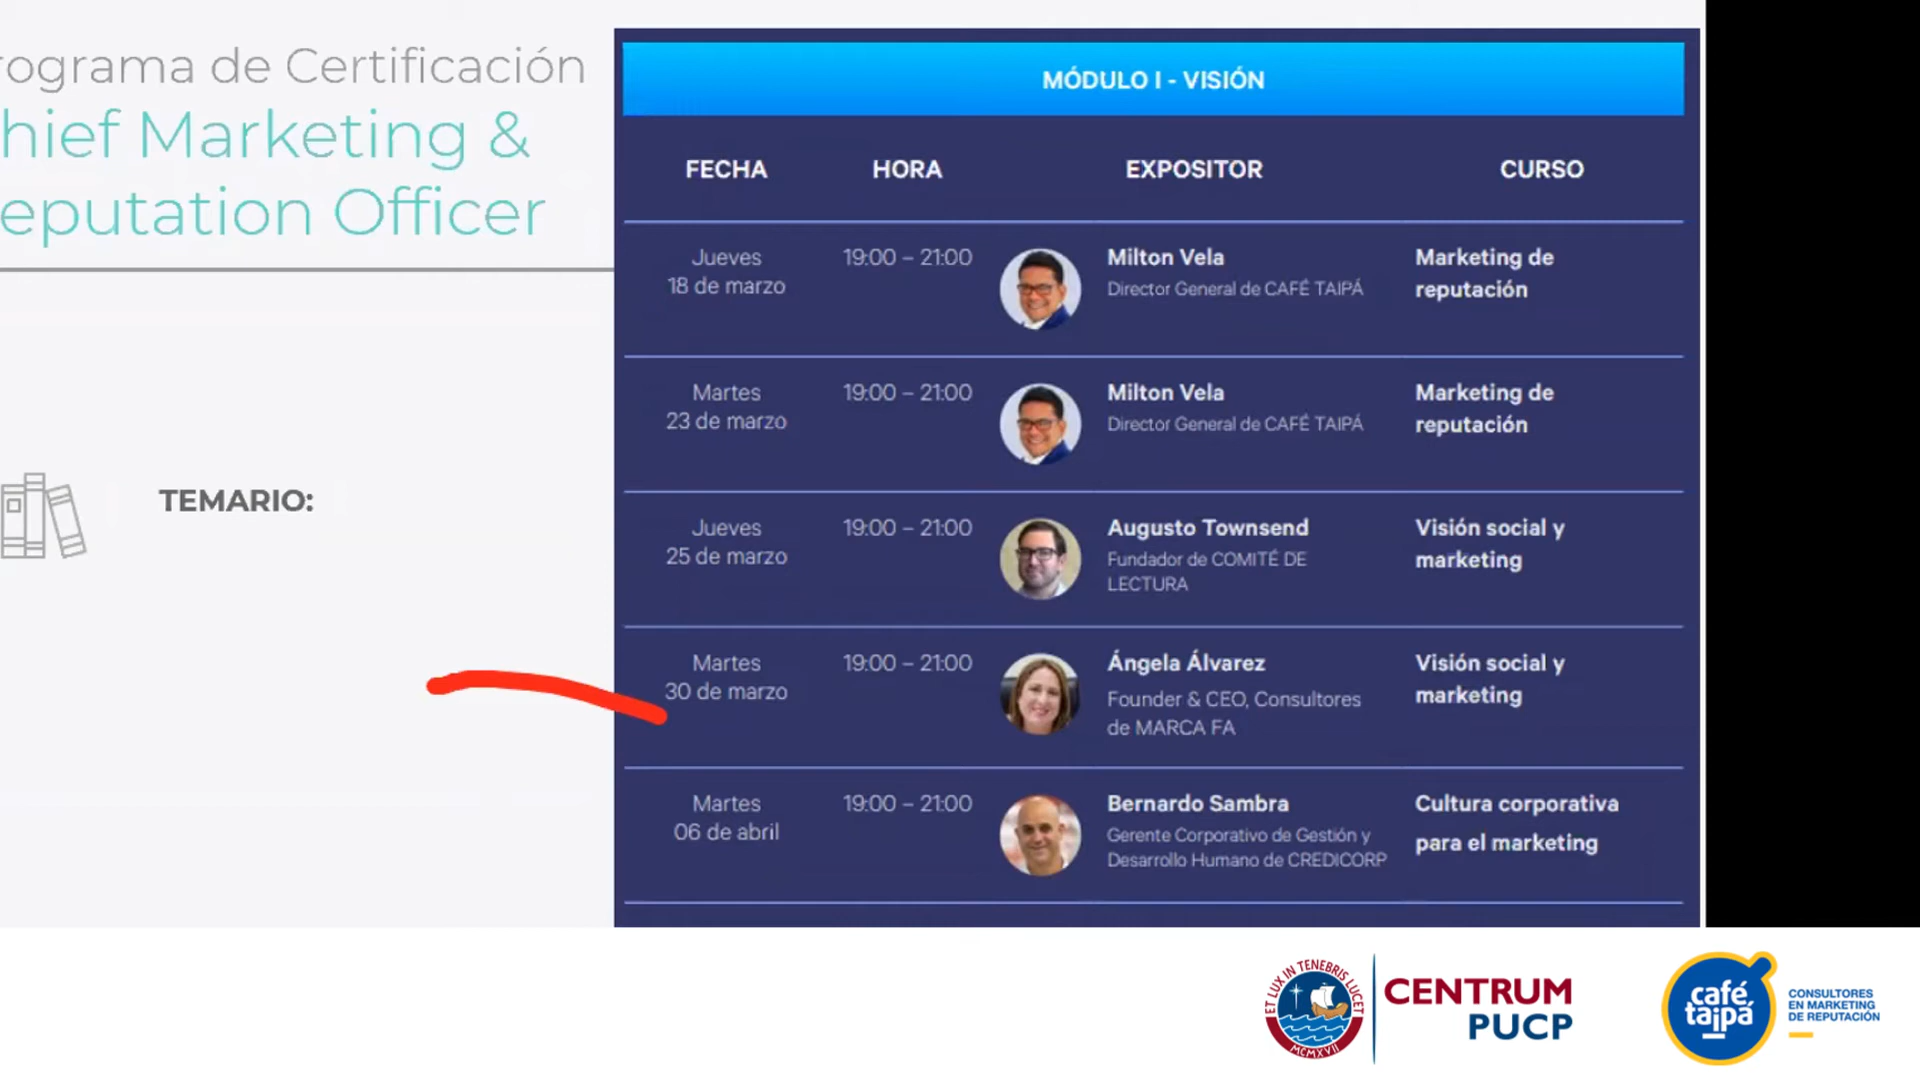 rograma de Certificación
hief Marketing &
eputation Officer
TEMARIO:
MÓDULO I - VISIÓN
FECHA HORA EXPOSITOR CURSO
Jueves
18 de marzo
19:00 – 21:00
Milton Vela
Director General de CAFÉ TAIPÁ
Marketing de
reputación
Martes
23 de marzo
19:00 – 21:00
Milton Vela
Director General de CAFÉ TAIPÁ
Marketing de
reputación
Jueves
25 de marzo
19:00 – 21:00
Augusto Townsend
Fundador de COMITÉ DE
LECTURA
Visión social y
marketing
Martes
30 de marzo
19:00 – 21:00
Ángela Álvarez
Founder & CEO, Consultores
de MARCA FA
Visión social y
marketing
Martes
06 de abril
19:00 – 21:00
Bernardo Sambra
Gerente Corporativo de Gestión y
Desarrollo Humano de CREDICORP
Cultura corporativa
para el marketing
ET LUX IN TENEBRIS LUCET
MCMXVII
CENTRUM
PUCP
café
taipá
CONSULTORES
EN MARKETING
DE REPUTACIÓN